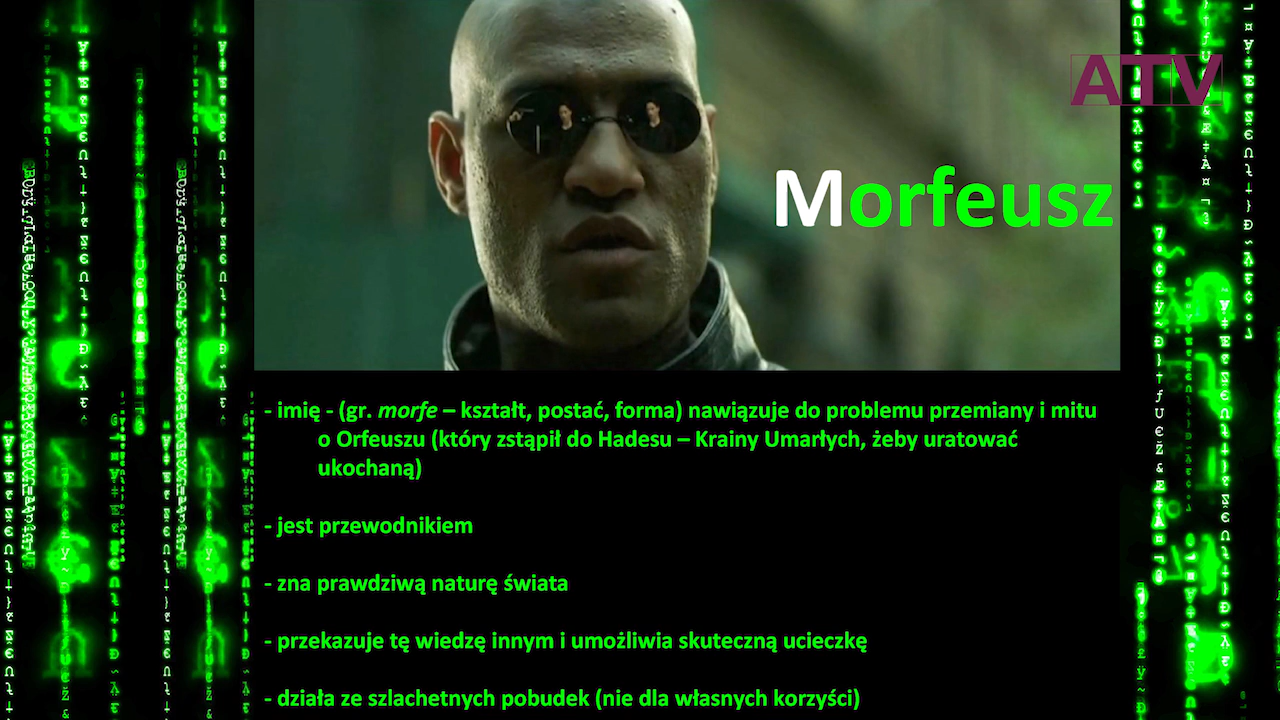 ATV
Morfeusz
- imię - (gr. morfe – kształt, postać, forma) nawiązuje do problemu przemiany i mitu
o Orfeuszu (który zstąpił do Hadesu – Krainy Umarłych, żeby uratować
ukochaną)
- jest przewodnikiem
- zna prawdziwą naturę świata
- przekazuje tę wiedzę innym i umożliwia skuteczną ucieczkę
- działa ze szlachetnych pobudek (nie dla własnych korzyści)